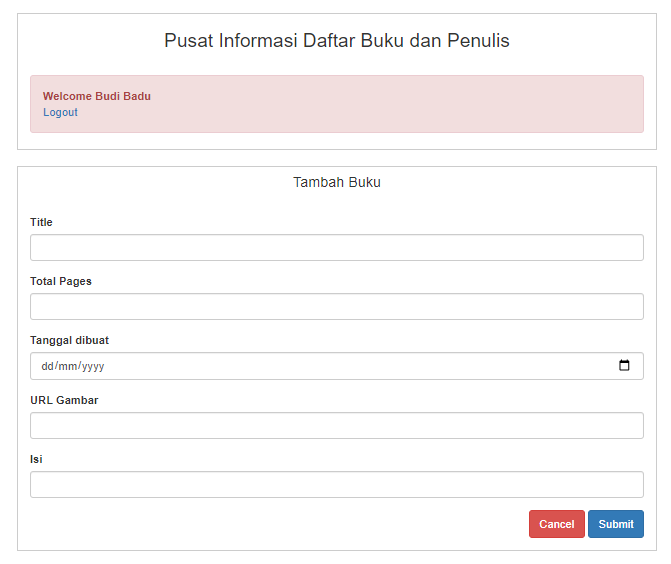 Pusat Informasi Daftar Buku dan Penulis
Welcome Budi Badu
Logout
Tambah Buku
Title
Total Pages
Tanggal dibuat
dd/mm/yyyy
URL Gambar
Isi
Cancel Submit